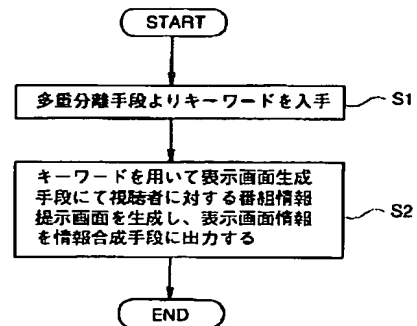 START
多重分離手段よりキーワードを入手
S1
キーワードを用いて表示画面生成
手段にて視聴者に対する番組情報
提示画面を生成し、表示画面情報
を情報合成手段に出力する
S2
END